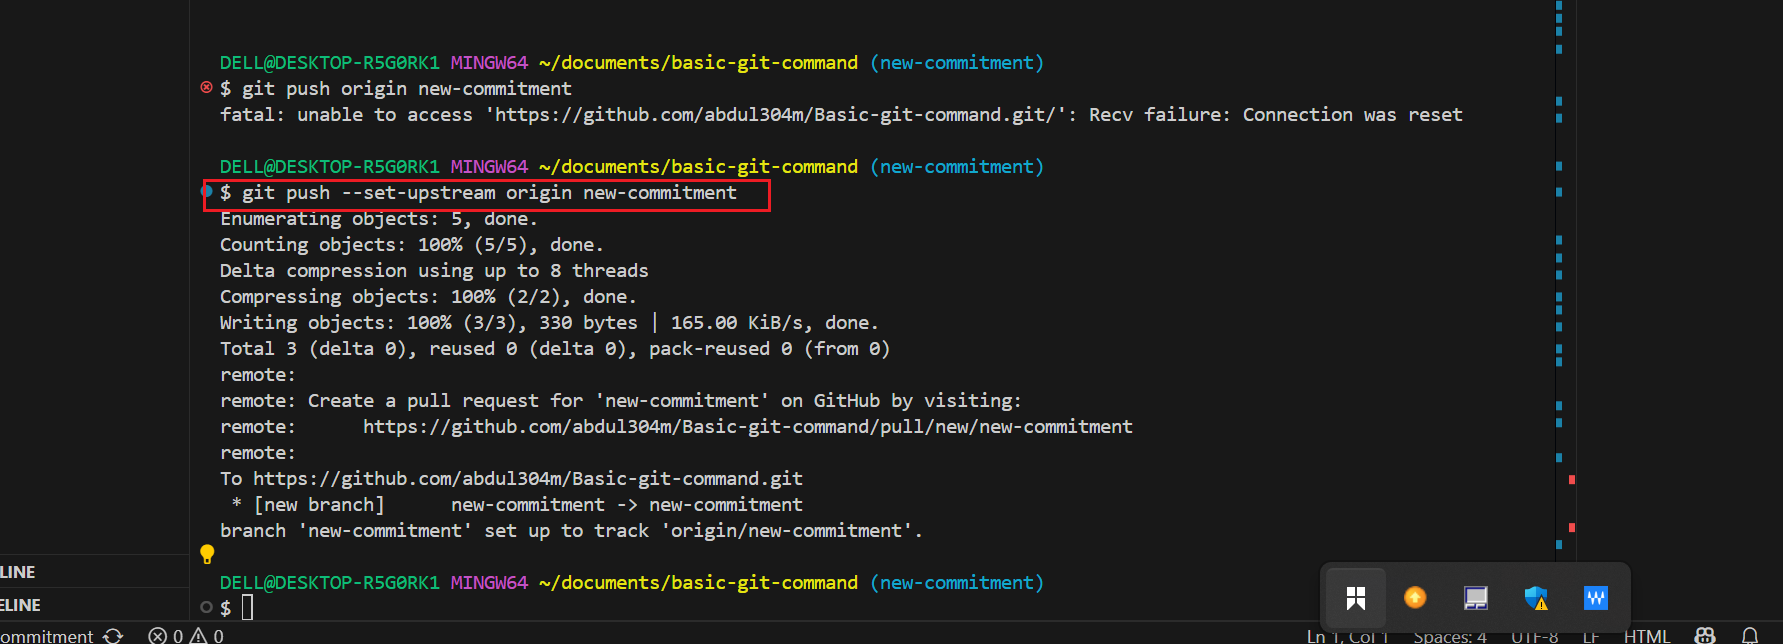 DELL@DESKTOP-R5G0RK1 MINGW64 ~/documents/basic-git-command (new-commitment)
$ git push origin new-commitment
fatal: unable to access 'https://github.com/abdul304m/Basic-git-command.git/': Recv failure: Connection was reset
DELL@DESKTOP-R5G0RK1 MINGW64 ~/documents/basic-git-command (new-commitment)
$ git push --set-upstream origin new-commitment
Enumerating objects: 5, done.
Counting objects: 100% (5/5), done.
Delta compression using up to 8 threads
Compressing objects: 100% (2/2), done.
Writing objects: 100% (3/3), 330 bytes | 165.00 KiB/s, done.
Total 3 (delta 0), reused 0 (delta 0), pack-reused 0 (from 0)
remote:
remote: Create a pull request for 'new-commitment' on GitHub by visiting:
remote:      https://github.com/abdul304m/Basic-git-command/pull/new/new-commitment
remote:
To https://github.com/abdul304m/Basic-git-command.git
 * [new branch]      new-commitment -> new-commitment
branch 'new-commitment' set up to track 'origin/new-commitment'.
LINE
DELL@DESKTOP-R5G0RK1 MINGW64 ~/documents/basic-git-command (new-commitment)
ELINE
$
ommitment 0 0 Ln 1, Col 1 Spaces: 4 UTF-8 LF HTML